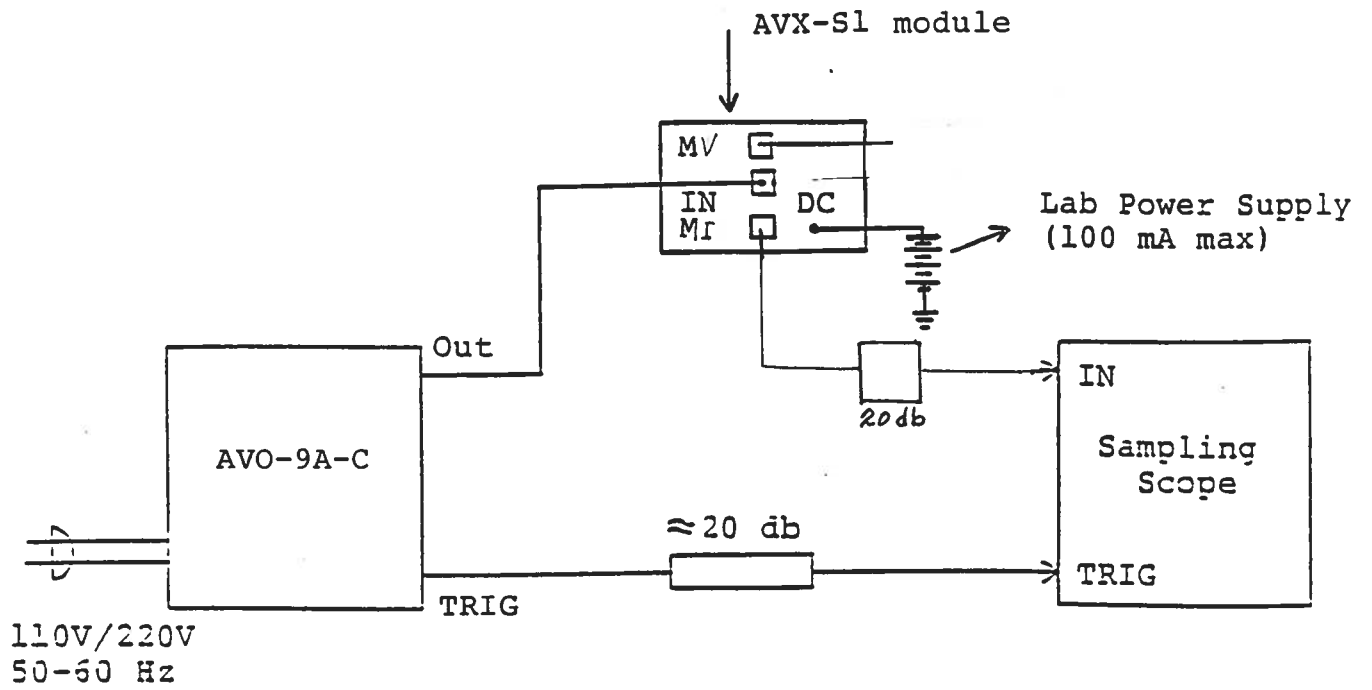 AVX-S1 module
MV
IN
DC
MI
Lab Power Supply
(100 mA max)
Out
IN
20db
AVO-9A-C
Sampling
Scope
≈20 db
TRIG
TRIG
110V/220V
50-60 Hz